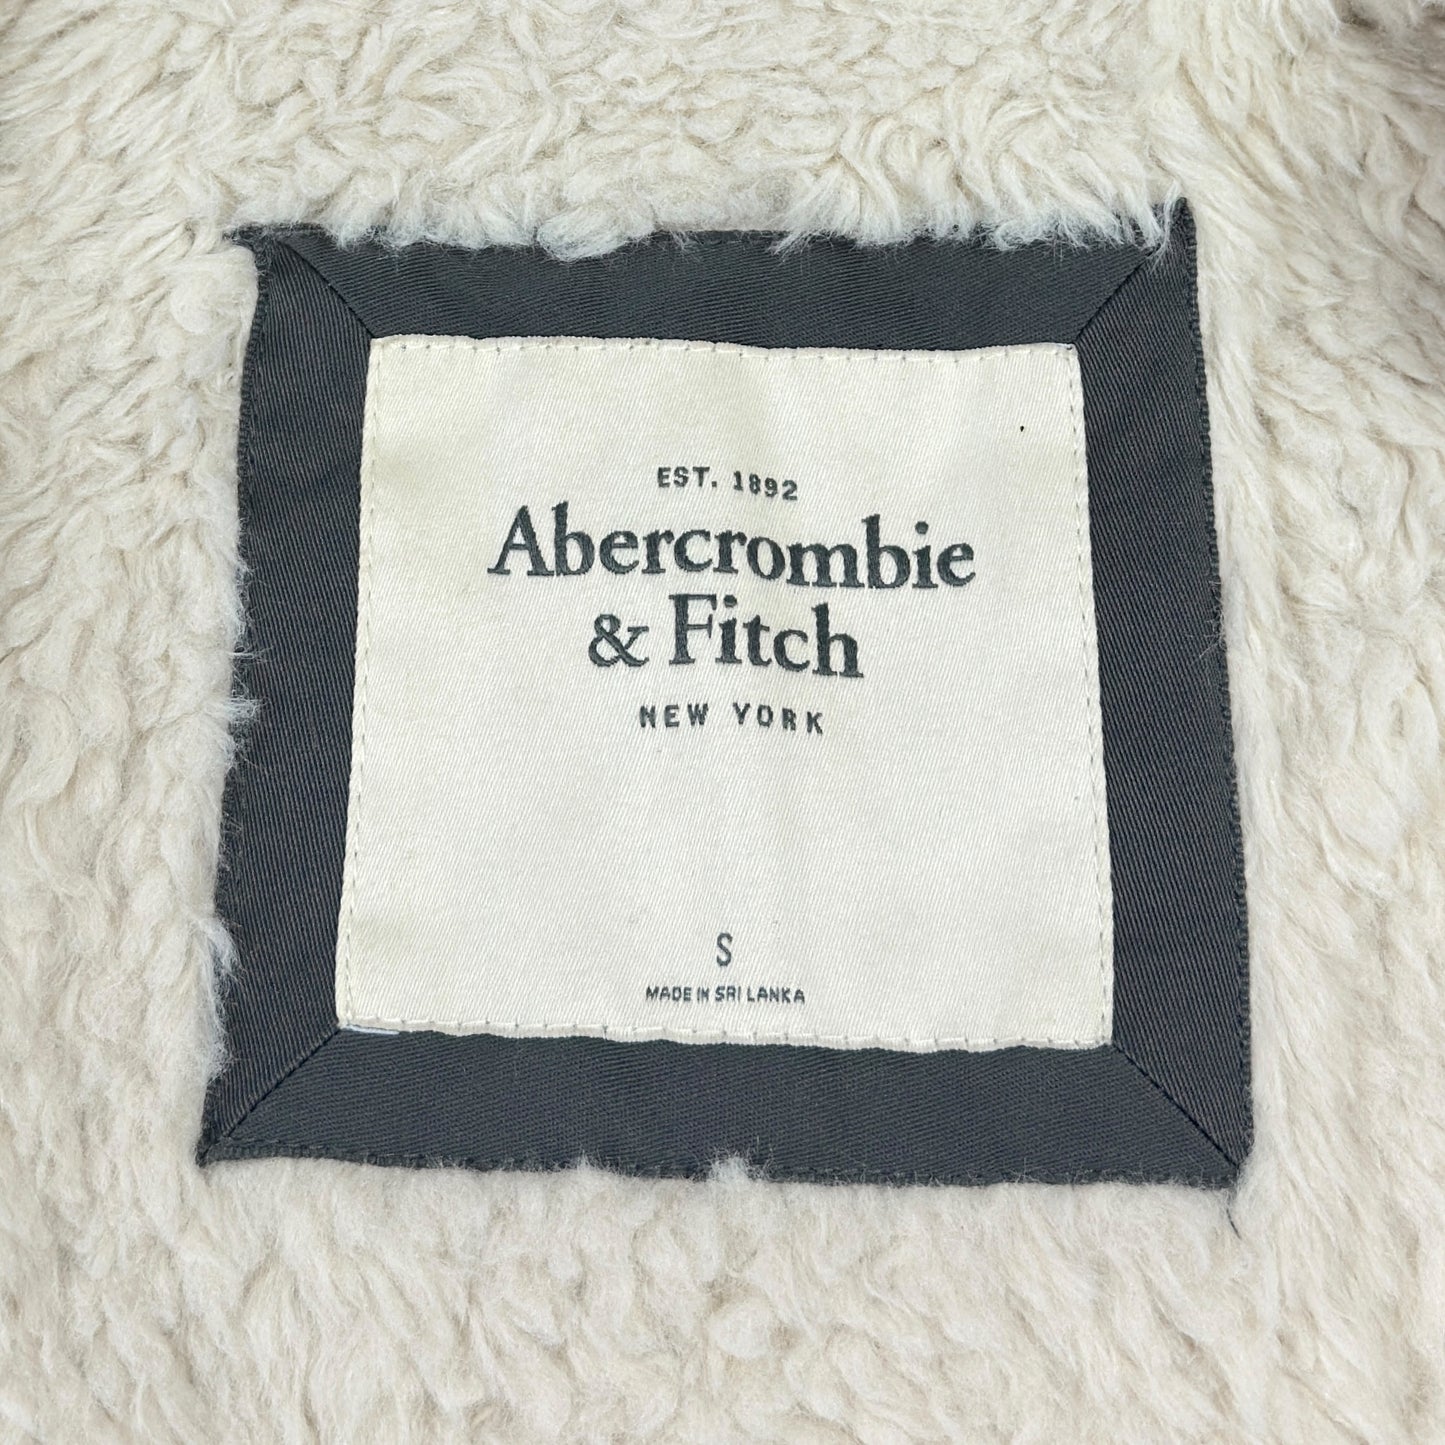 EST. 1892
Abercrombie
& Fitch
NEW YORK
S
MADE IN SRI LANKA